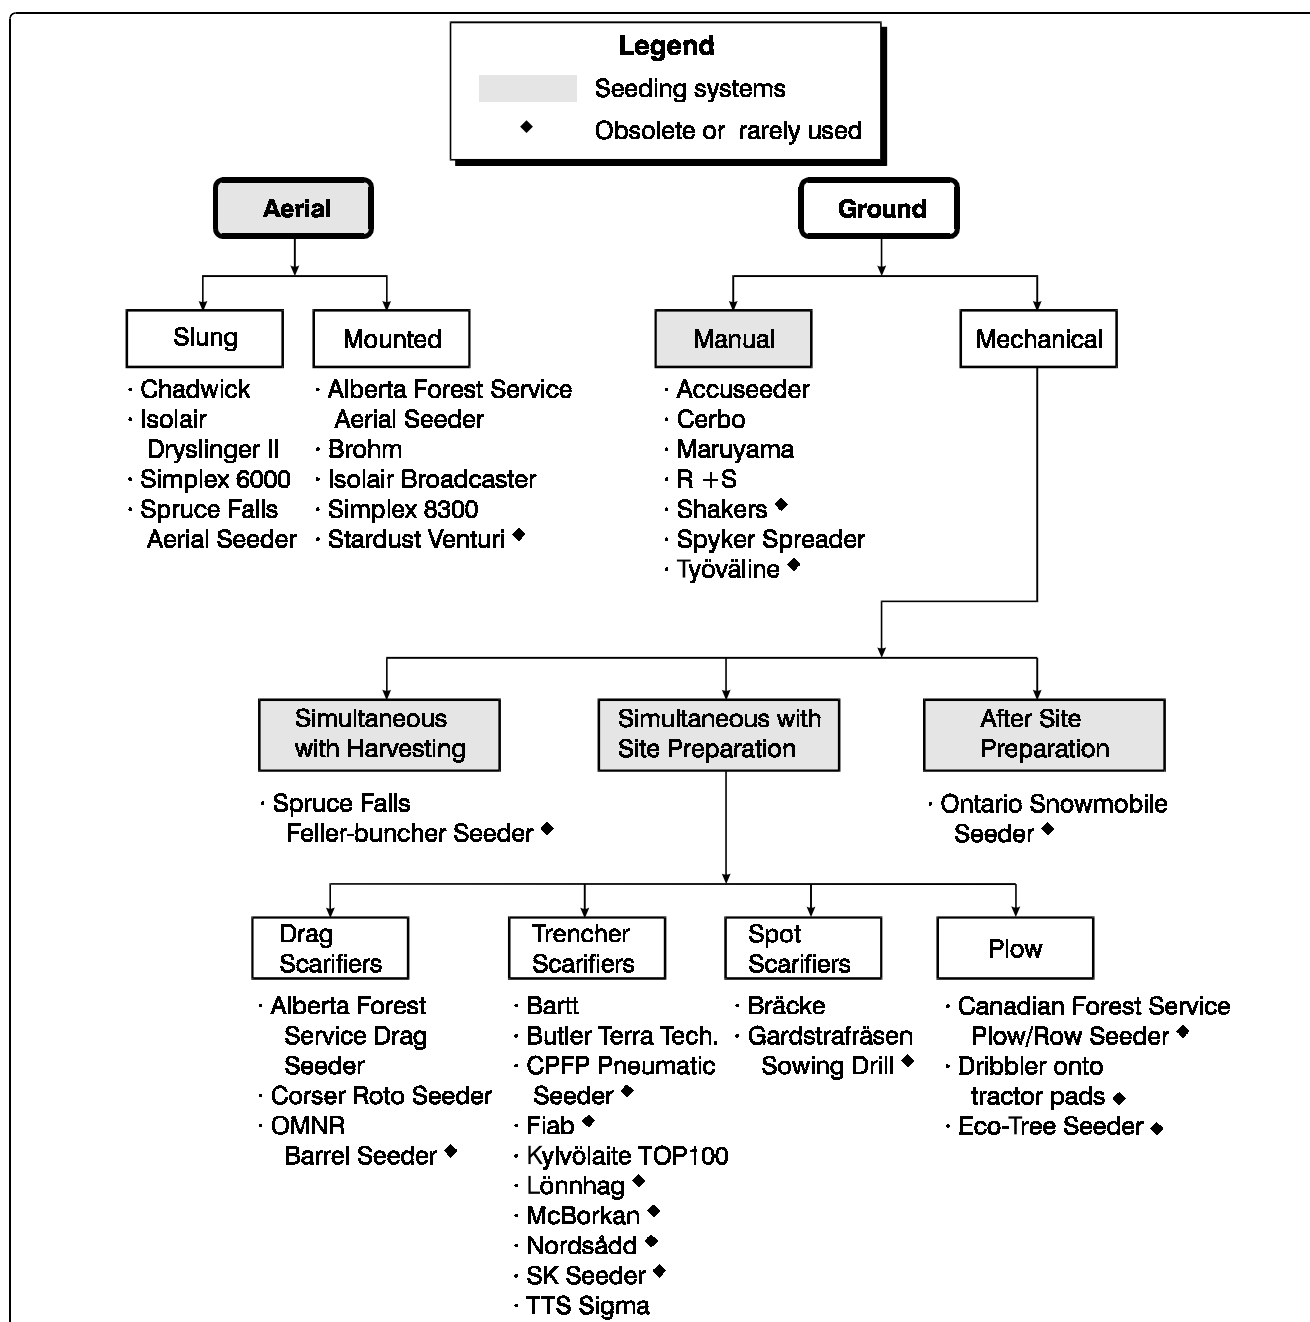 Legend
Seeding systems
◆ Obsolete or rarely used
Aerial
Ground
Slung
Mounted
Manual
Mechanical
· Chadwick
· Isolair
Dryslinger II
· Simplex 6000
· Spruce Falls
Aerial Seeder
· Alberta Forest Service
Aerial Seeder
· Brohm
· Isolair Broadcaster
· Simplex 8300
· Stardust Venturi ◆
· Accuseeder
· Cerbo
· Maruyama
· R +S
· Shakers ◆
· Spyker Spreader
· Työväline ◆
Simultaneous
with Harvesting
Simultaneous with
Site Preparation
After Site
Preparation
· Spruce Falls
Feller-buncher Seeder ◆
· Ontario Snowmobile
Seeder ◆
Drag
Scarifiers
Trencher
Scarifiers
Spot
Scarifiers
Plow
· Alberta Forest
Service Drag
Seeder
· Corser Roto Seeder
· OMNR
Barrel Seeder ◆
· Bartt
· Butler Terra Tech.
· CPFP Pneumatic
Seeder ◆
· Fiab ◆
· Kylvölaite TOP100
· Lönnhag ◆
· McBorkan ◆
· Nordsådd ◆
· SK Seeder ◆
· TTS Sigma
· Bräcke
· Gardstrafräsen
Sowing Drill ◆
· Canadian Forest Service
Plow/Row Seeder ◆
· Dribbler onto
tractor pads ◆
· Eco-Tree Seeder ◆